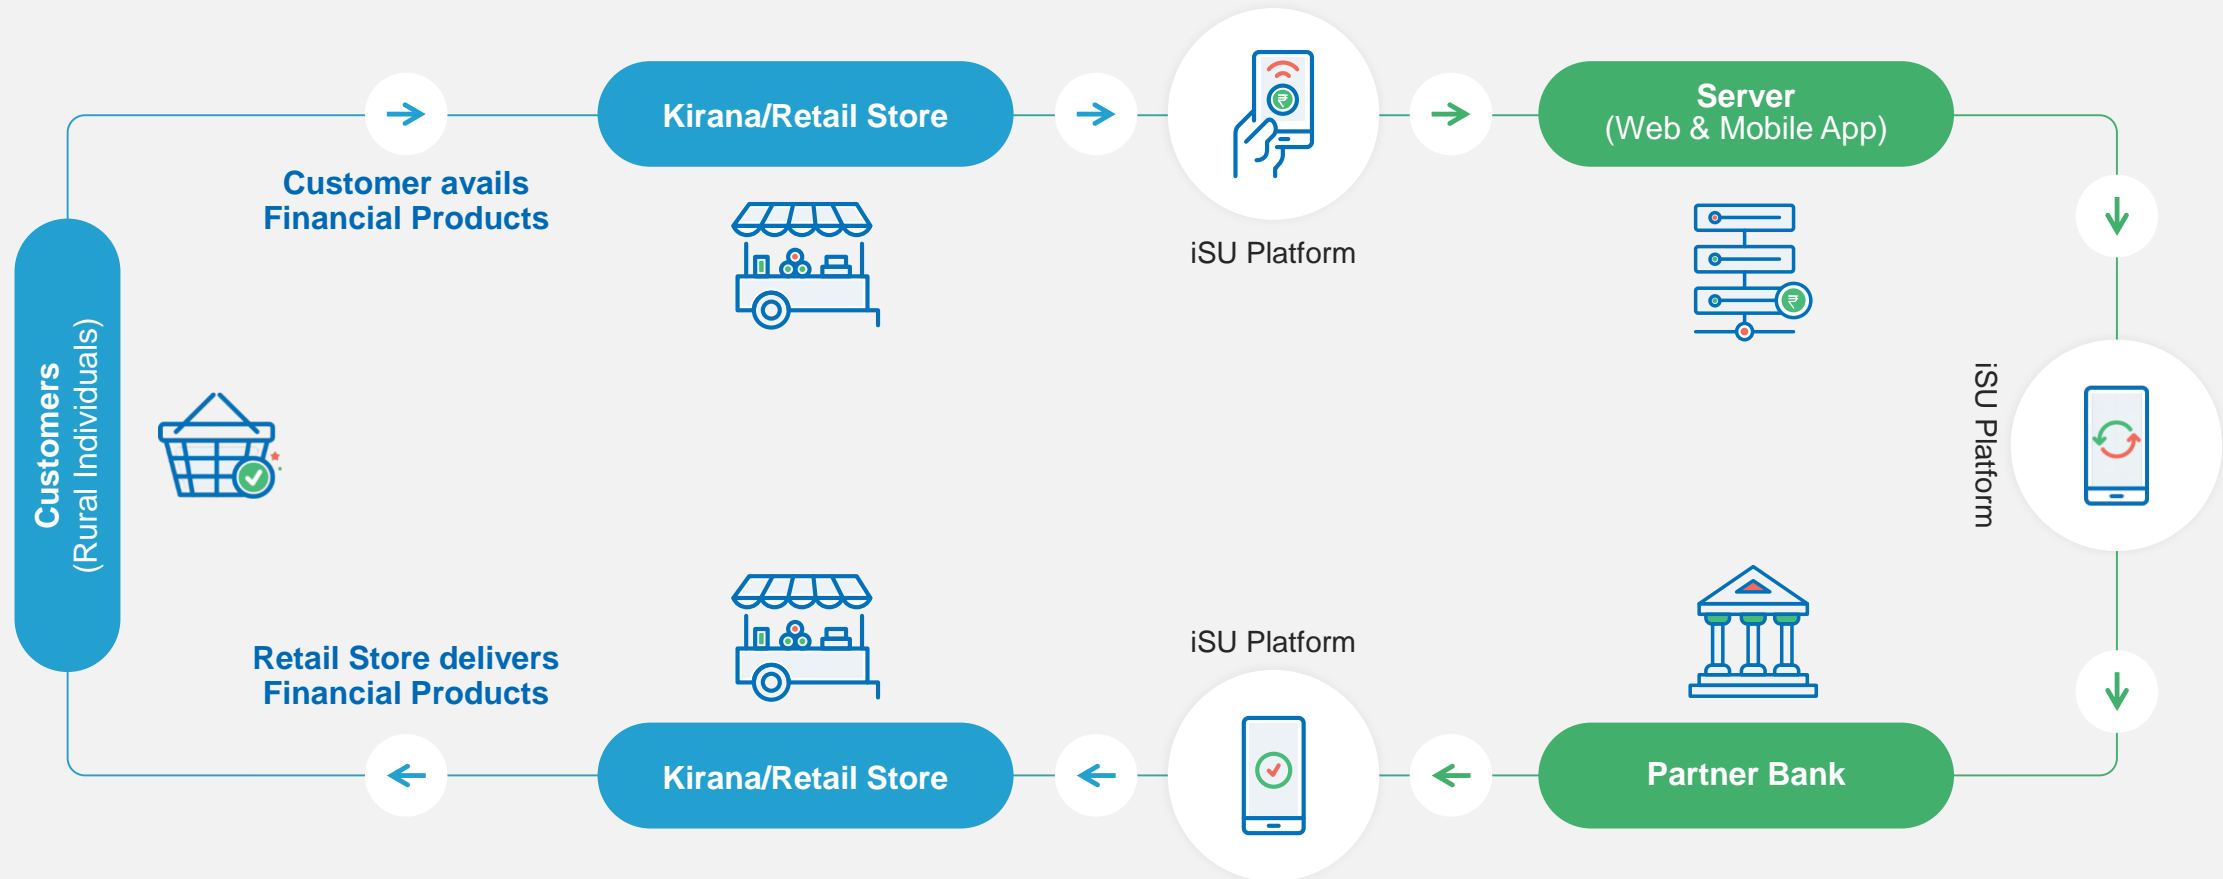 Kirana/Retail Store
Server
(Web & Mobile App)
Customer avails
Financial Products
iSU Platform
Customers
(Rural Individuals)
iSU Platform
Retail Store delivers
Financial Products
iSU Platform
Kirana/Retail Store
Partner Bank
₹
₹